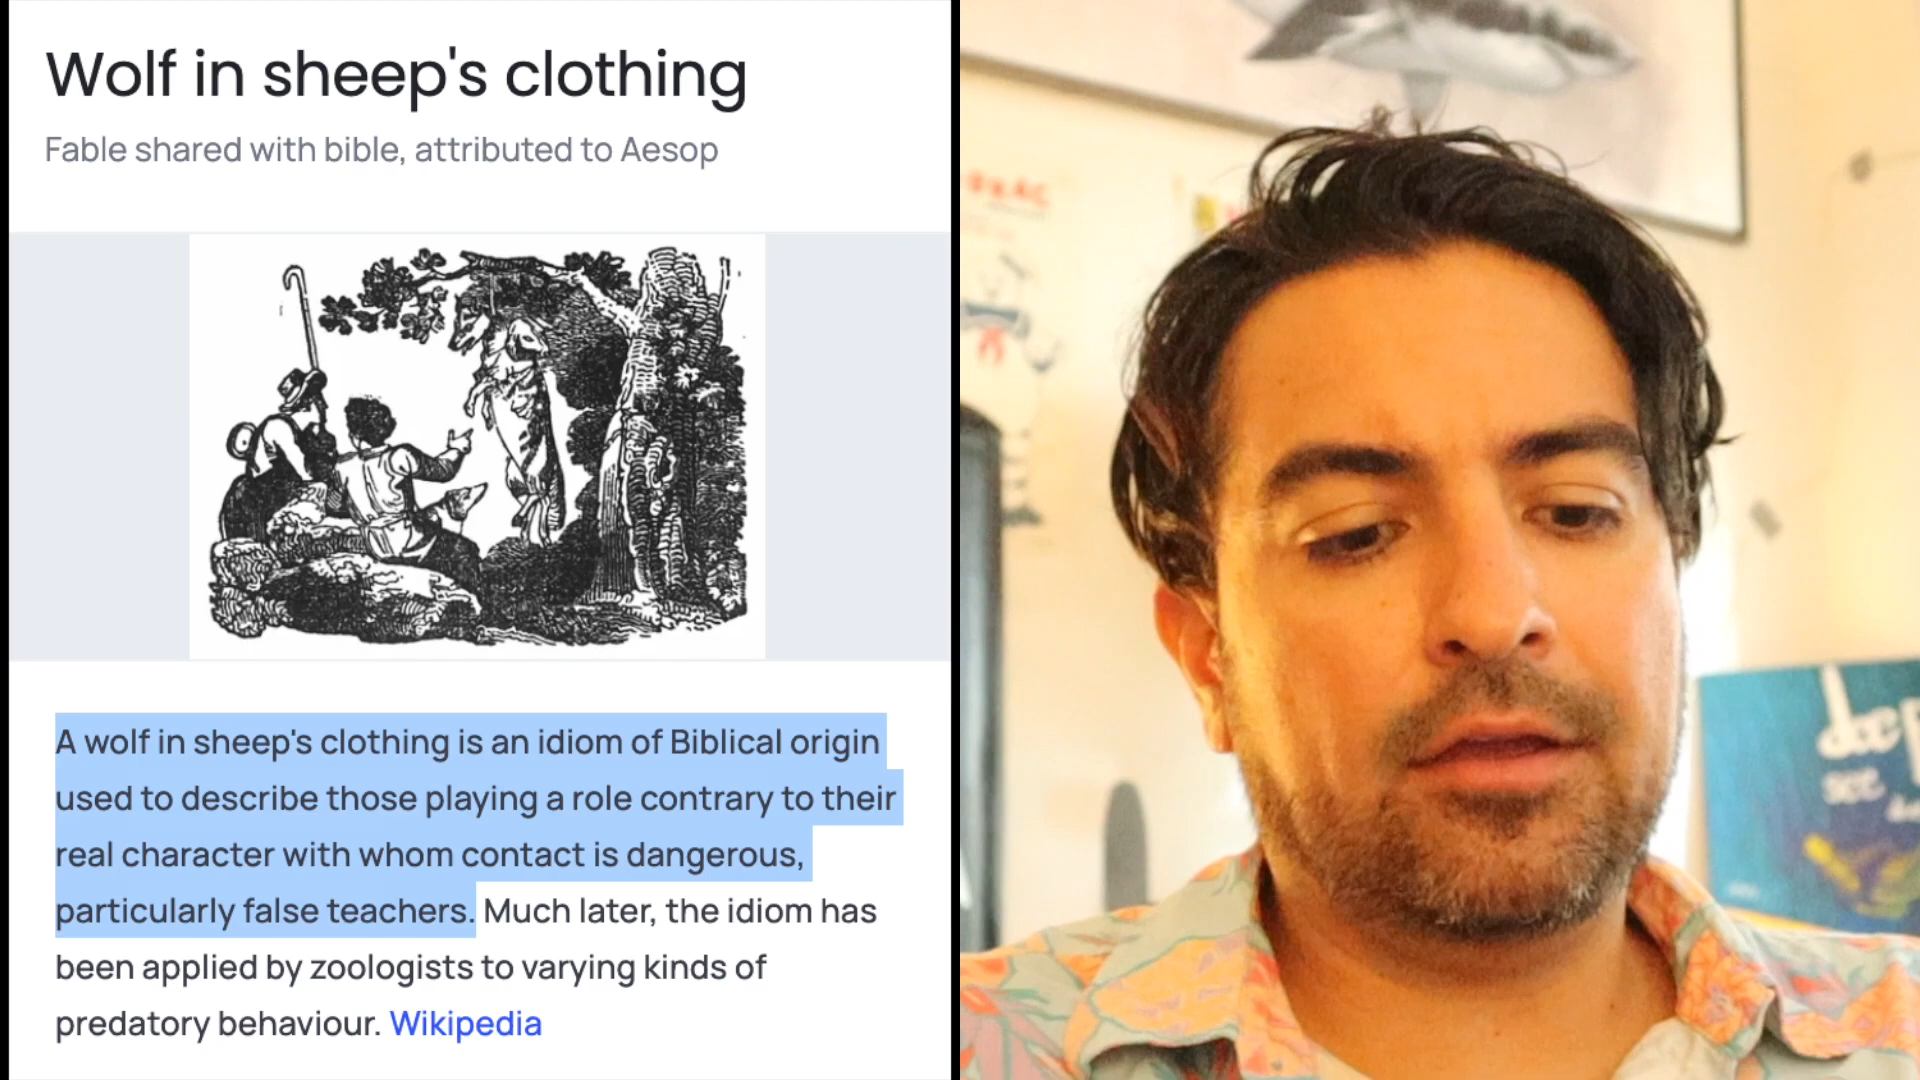 Wolf in sheep's clothing
Fable shared with bible, attributed to Aesop
A wolf in sheep's clothing is an idiom of Biblical origin
used to describe those playing a role contrary to their
real character with whom contact is dangerous,
particularly false teachers. Much later, the idiom has
been applied by zoologists to varying kinds of
predatory behaviour. Wikipedia
see